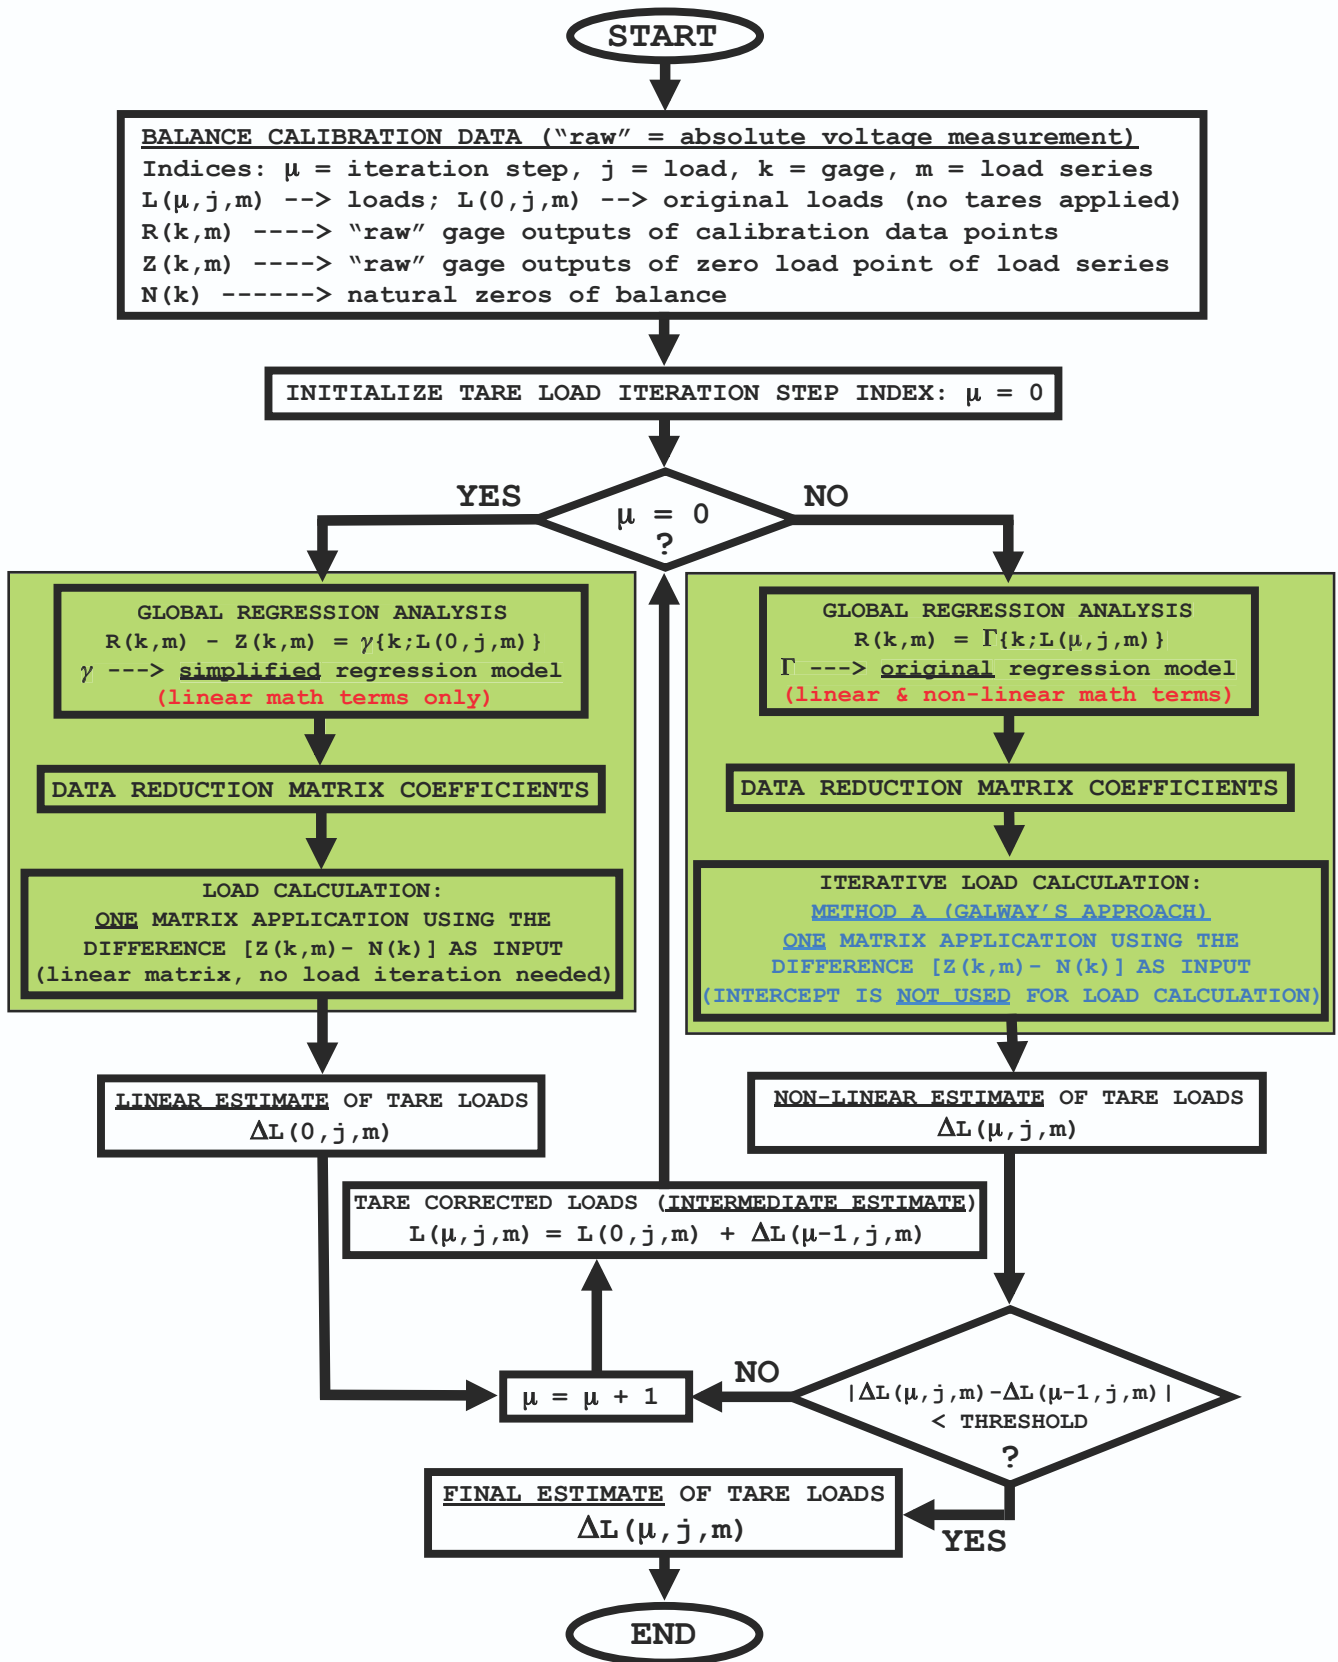 START
BALANCE CALIBRATION DATA (“raw” = absolute voltage measurement)
Indices: μ = iteration step, j = load, k = gage, m = load series
L(μ,j,m) --> loads; L(0,j,m) --> original loads (no tares applied)
R(k,m) ----> “raw” gage outputs of calibration data points
Z(k,m) ----> “raw” gage outputs of zero load point of load series
N(k) ------> natural zeros of balance
INITIALIZE TARE LOAD ITERATION STEP INDEX: μ = 0
YES
NO
μ = 0
?
GLOBAL REGRESSION ANALYSIS
R(k,m) - Z(k,m) = γ{k;L(0,j,m)}
γ ---> simplified regression model
(linear math terms only)
DATA REDUCTION MATRIX COEFFICIENTS
LOAD CALCULATION:
ONE MATRIX APPLICATION USING THE
DIFFERENCE [Z(k,m)- N(k)] AS INPUT
(linear matrix, no load iteration needed)
LINEAR ESTIMATE OF TARE LOADS
ΔL(0,j,m)
GLOBAL REGRESSION ANALYSIS
R(k,m) = Γ{k;L(μ,j,m)}
Γ ---> original regression model
(linear & non-linear math terms)
DATA REDUCTION MATRIX COEFFICIENTS
ITERATIVE LOAD CALCULATION:
METHOD A (GALWAY’S APPROACH)
ONE MATRIX APPLICATION USING THE
DIFFERENCE [Z(k,m)- N(k)] AS INPUT
(INTERCEPT IS NOT USED FOR LOAD CALCULATION)
NON-LINEAR ESTIMATE OF TARE LOADS
ΔL(μ,j,m)
TARE CORRECTED LOADS (INTERMEDIATE ESTIMATE)
L(μ,j,m) = L(0,j,m) + ΔL(μ-1,j,m)
μ = μ + 1
NO
|ΔL(μ,j,m)-ΔL(μ-1,j,m)|
< THRESHOLD
?
YES
FINAL ESTIMATE OF TARE LOADS
ΔL(μ,j,m)
END